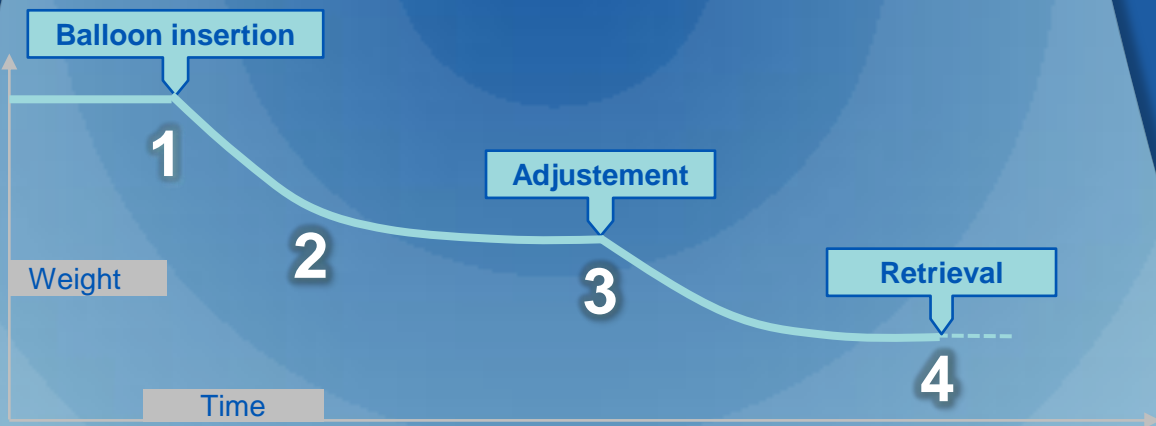 Balloon insertion
1
Adjustement
2
3
Weight
Retrieval
4
Time